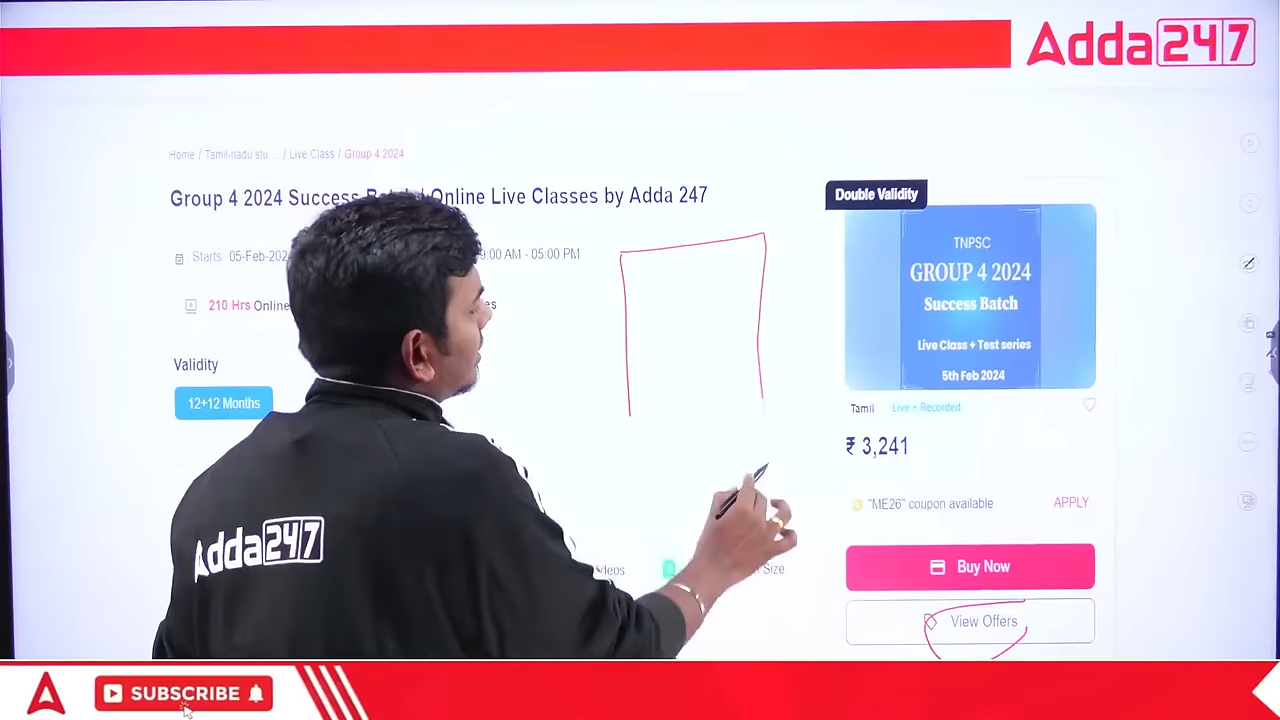 Adda247
Home / Tamil-nadu stu... / Live Class / Group 4 2024
Group 4 2024 Success Online Live Classes by Adda 247
Double Validity
Starts 05-Feb-202 9:00 AM - 05:00 PM
210 Hrs Online
Validity
12+12 Months
TNPSC
GROUP 4 2024
Success Batch
Live Class + Test series
5th Feb 2024
Tamil Live + Recorded
₹ 3,241
"ME26" coupon available APPLY
Buy Now
View Offers
Size
Adda247
SUBSCRIBE